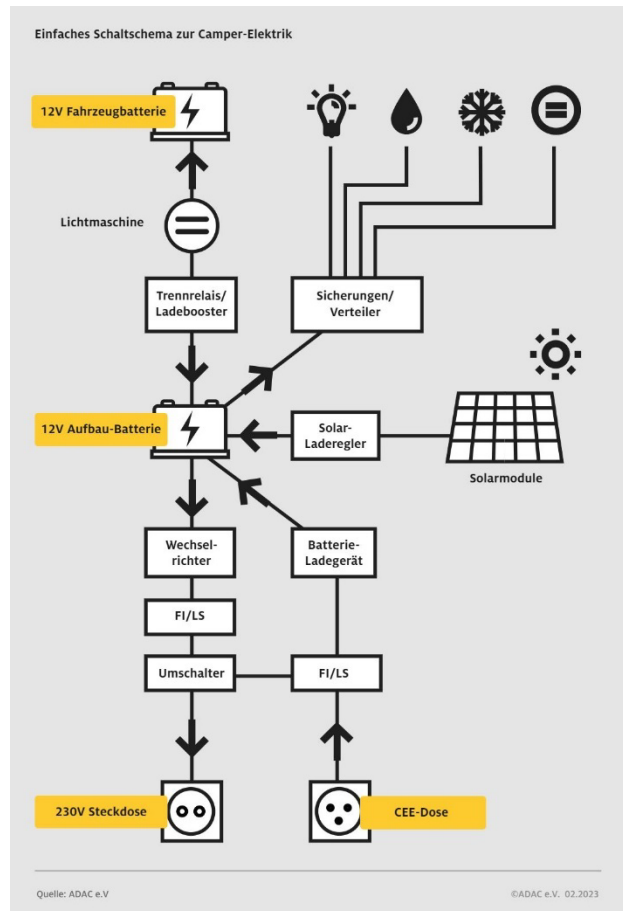 Einfaches Schaltschema zur Camper-Elektrik
12V Fahrzeugbatterie
Lichtmaschine
Trennrelais/
Ladebooster
Sicherungen/
Verteiler
12V Aufbau-Batterie
Solar-
Laderegler
Solarmodule
Wechsel-
richter
Batterie-
Ladegerät
FI/LS
Umschalter
FI/LS
230V Steckdose
CEE-Dose
Quelle: ADAC e.V
©ADAC e.V. 02.2023